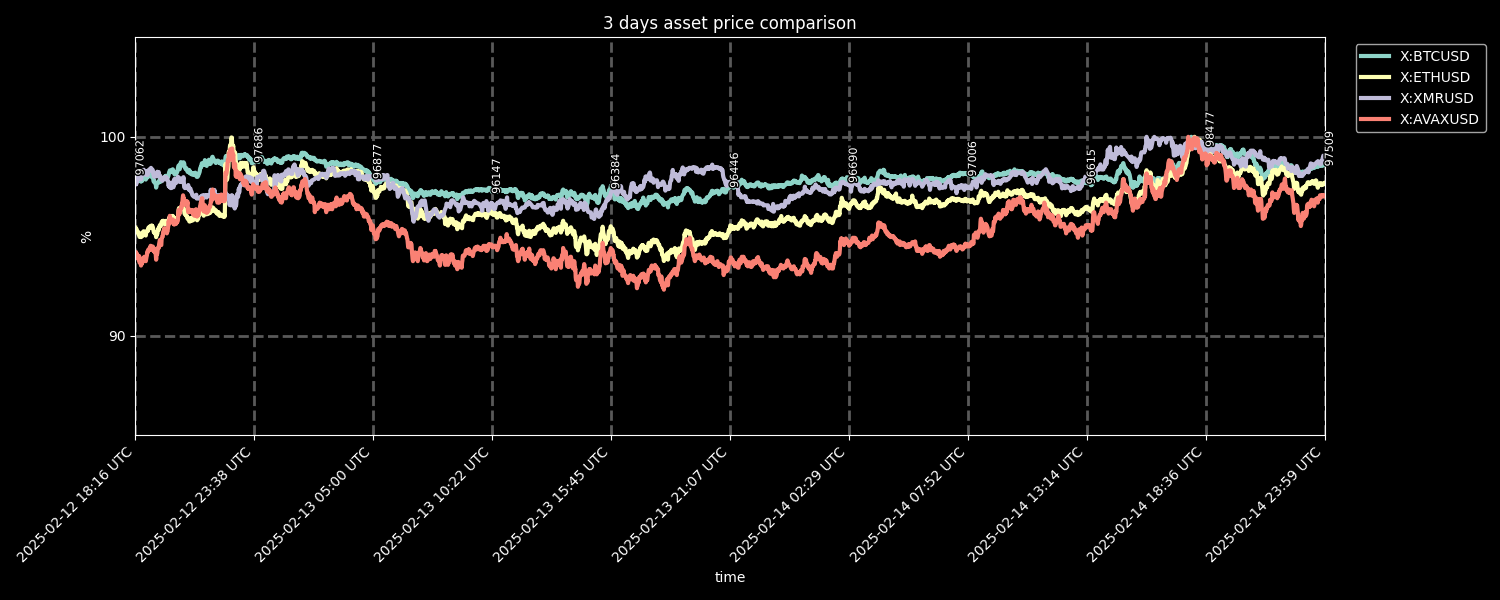 3 days asset price comparison
X:BTCUSD
X:ETHUSD
X:XMRUSD
X:AVAXUSD
100
90
%
97062
97686
96877
96147
96384
96446
96690
97006
96615
98477
97509
2025-02-12 18:16 UTC
2025-02-12 23:38 UTC
2025-02-13 05:00 UTC
2025-02-13 10:22 UTC
2025-02-13 15:45 UTC
2025-02-13 21:07 UTC
2025-02-14 02:29 UTC
2025-02-14 07:52 UTC
2025-02-14 13:14 UTC
2025-02-14 18:36 UTC
2025-02-14 23:59 UTC
time